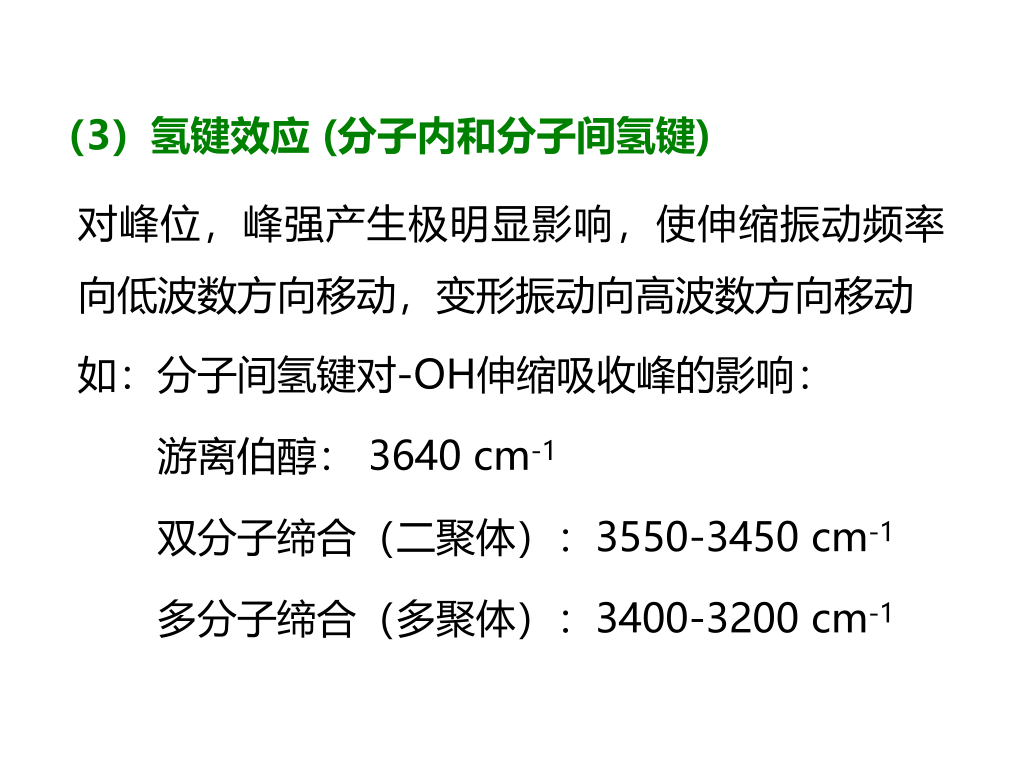 （3）氢键效应 (分子内和分子间氢键)
对峰位，峰强产生极明显影响，使伸缩振动频率
向低波数方向移动，变形振动向高波数方向移动
如：分子间氢键对-OH伸缩吸收峰的影响：
游离伯醇： 3640 cm-1
双分子缔合（二聚体）：3550-3450 cm-1
多分子缔合（多聚体）：3400-3200 cm-1